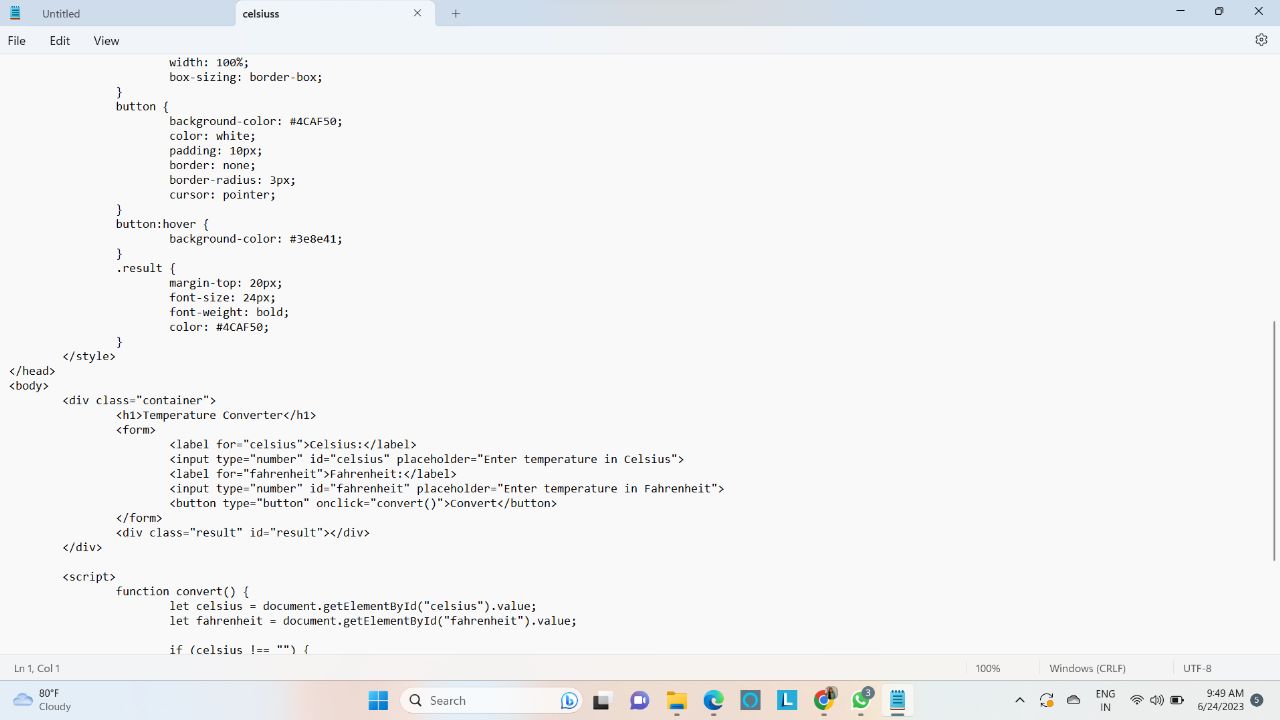 Untitled
celsiuss
File Edit View
width: 100%;
box-sizing: border-box;
}
button {
background-color: #4CAF50;
color: white;
padding: 10px;
border: none;
border-radius: 3px;
cursor: pointer;
}
button:hover {
background-color: #3e8e41;
}
.result {
margin-top: 20px;
font-size: 24px;
font-weight: bold;
color: #4CAF50;
}
</style>
</head>
<body>
<div class="container">
<h1>Temperature Converter</h1>
<form>
<label for="celsius">Celsius:</label>
<input type="number" id="celsius" placeholder="Enter temperature in Celsius">
<label for="fahrenheit">Fahrenheit:</label>
<input type="number" id="fahrenheit" placeholder="Enter temperature in Fahrenheit">
<button type="button" onclick="convert()">Convert</button>
</form>
<div class="result" id="result"></div>
</div>
<script>
function convert() {
let celsius = document.getElementById("celsius").value;
let fahrenheit = document.getElementById("fahrenheit").value;
if (celsius !== "") {
Ln 1, Col 1
100%
Windows (CRLF)
UTF-8
80°F
Cloudy
Search
L
3
ENG
IN
9:49 AM
6/24/2023
5